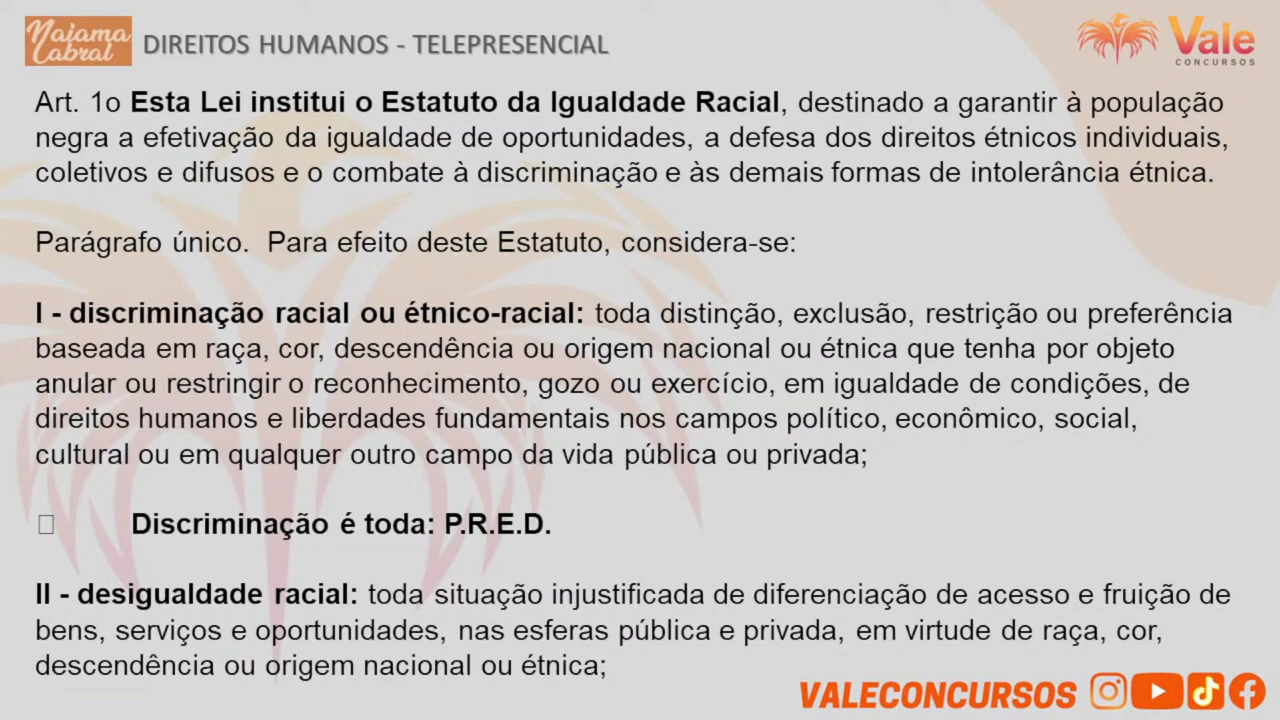 Naiama
Cabral
DIREITOS HUMANOS - TELEPRESENCIAL
Vale
CONCURSOS
Art. 1o Esta Lei institui o Estatuto da Igualdade Racial, destinado a garantir à população
negra a efetivação da igualdade de oportunidades, a defesa dos direitos étnicos individuais,
coletivos e difusos e o combate à discriminação e às demais formas de intolerância étnica.
Parágrafo único. Para efeito deste Estatuto, considera-se:
I - discriminação racial ou étnico-racial: toda distinção, exclusão, restrição ou preferência
baseada em raça, cor, descendência ou origem nacional ou étnica que tenha por objeto
anular ou restringir o reconhecimento, gozo ou exercício, em igualdade de condições, de
direitos humanos e liberdades fundamentais nos campos político, econômico, social,
cultural ou em qualquer outro campo da vida pública ou privada;
Discriminação é toda: P.R.E.D.
II - desigualdade racial: toda situação injustificada de diferenciação de acesso e fruição de
bens, serviços e oportunidades, nas esferas pública e privada, em virtude de raça, cor,
descendência ou origem nacional ou étnica;
VALECONCURSOS